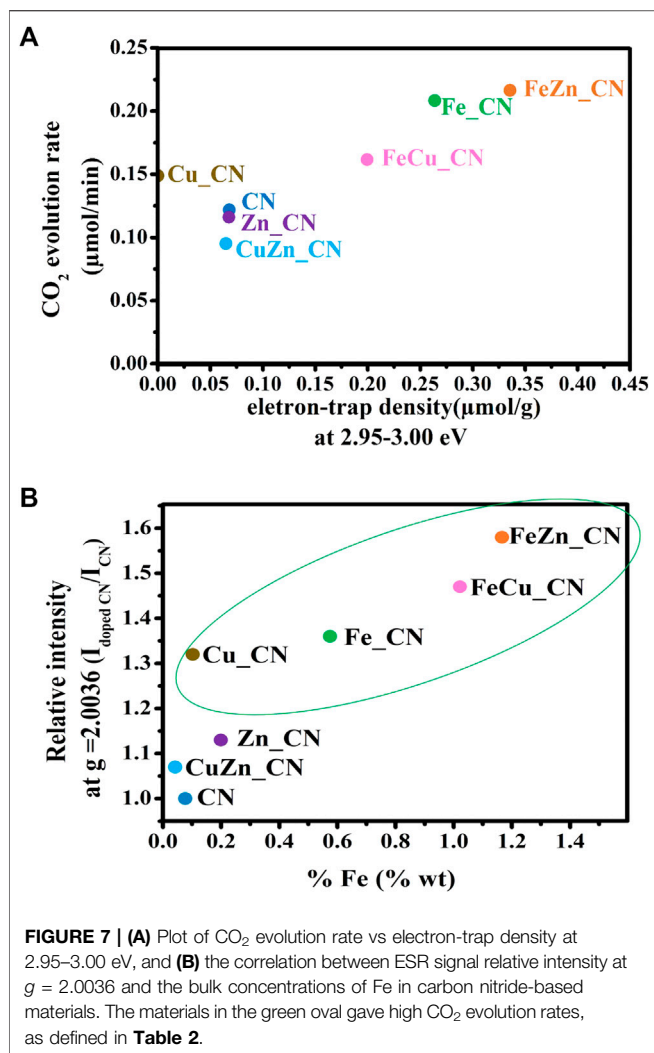 A
CO₂ evolution rate
(µmol/min)
0.25
0.20
0.15
0.10
0.05
0.00
FeZn_CN
Fe_CN
FeCu_CN
Cu_CN
CN
Zn_CN
CuZn_CN
0.00 0.05 0.10 0.15 0.20 0.25 0.30 0.35 0.40 0.45
eletron-trap density(µmol/g)
at 2.95-3.00 eV
B
Relative intensity
at g =2.0036 (I_doped CN/I_CN)
1.6
1.5
1.4
1.3
1.2
1.1
1.0
FeZn_CN
FeCu_CN
Fe_CN
Cu_CN
Zn_CN
CuZn_CN
CN
0.0 0.2 0.4 0.6 0.8 1.0 1.2 1.4
% Fe (% wt)
FIGURE 7 | (A) Plot of CO₂ evolution rate vs electron-trap density at
2.95–3.00 eV, and (B) the correlation between ESR signal relative intensity at
g = 2.0036 and the bulk concentrations of Fe in carbon nitride-based
materials. The materials in the green oval gave high CO₂ evolution rates,
as defined in Table 2.